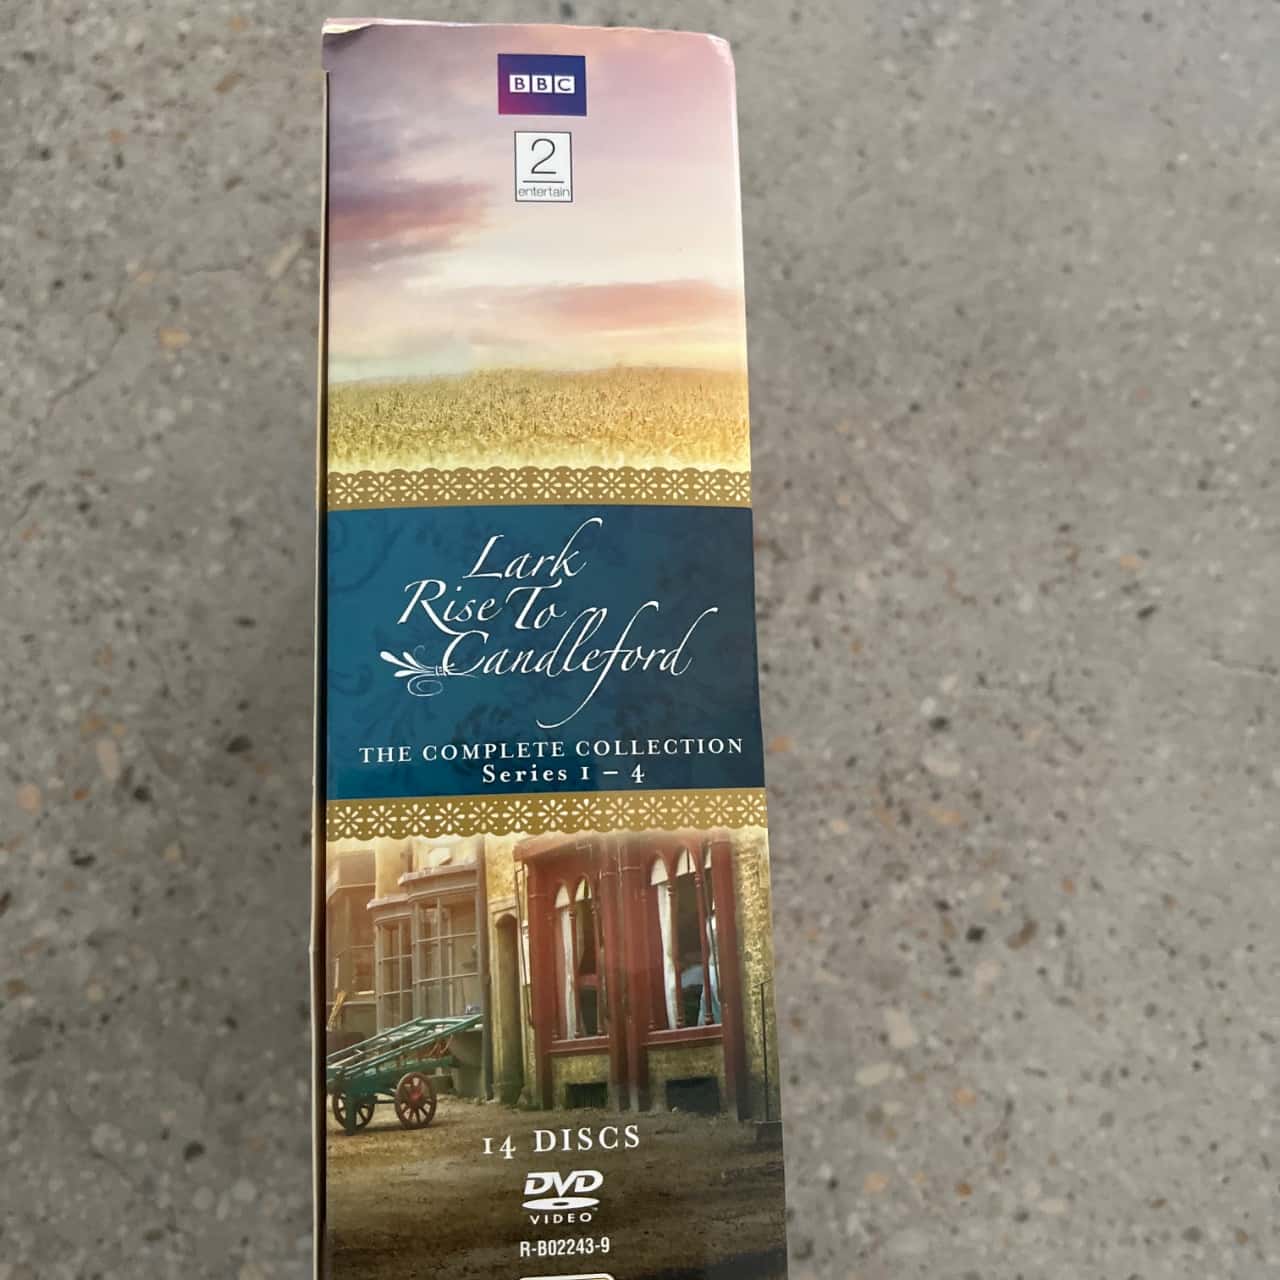 BBC
2
entertain
Lark
Rise To
Candleford
THE COMPLETE COLLECTION
Series 1 – 4
14 DISCS
DVD
VIDEO
R-B02243-9